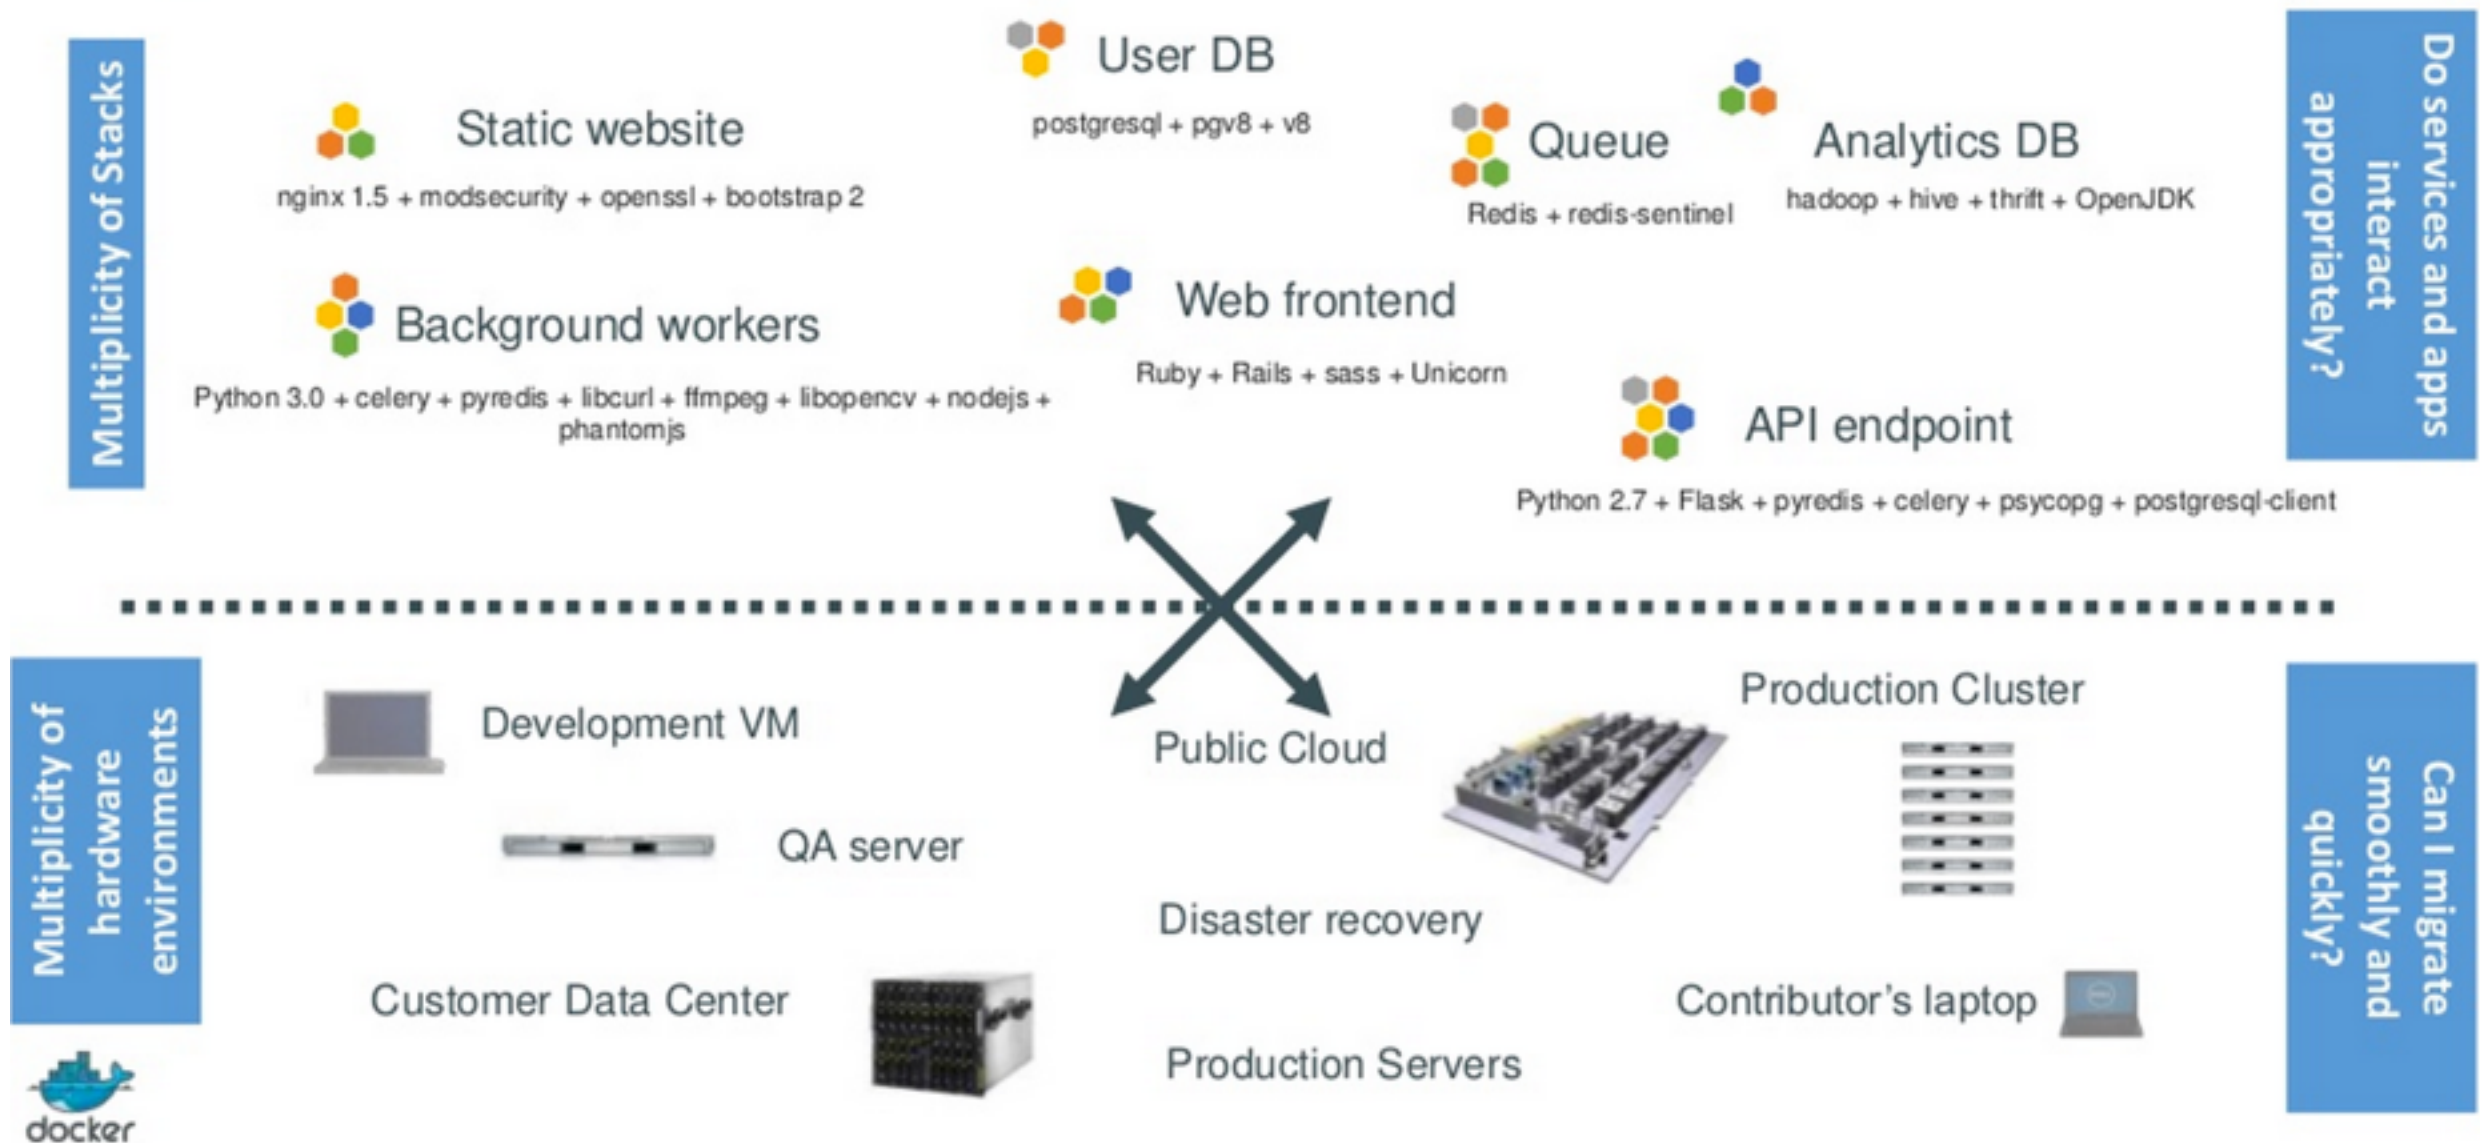 Multiplicity of Stacks
Static website
nginx 1.5 + modsecurity + openssl + bootstrap 2
Background workers
Python 3.0 + celery + pyredis + libcurl + ffmpeg + libopencv + nodejs +
phantomjs
User DB
postgresql + pgv8 + v8
Web frontend
Ruby + Rails + sass + Unicorn
Queue
Redis + redis-sentinel
Analytics DB
hadoop + hive + thrift + OpenJDK
API endpoint
Python 2.7 + Flask + pyredis + celery + psycopg + postgresql-client
Do services and apps
interact
appropriately?
Multiplicity of
hardware
environments
Development VM
QA server
Customer Data Center
Public Cloud
Disaster recovery
Production Servers
Production Cluster
Contributor’s laptop
Can I migrate
smoothly and
quickly?
docker